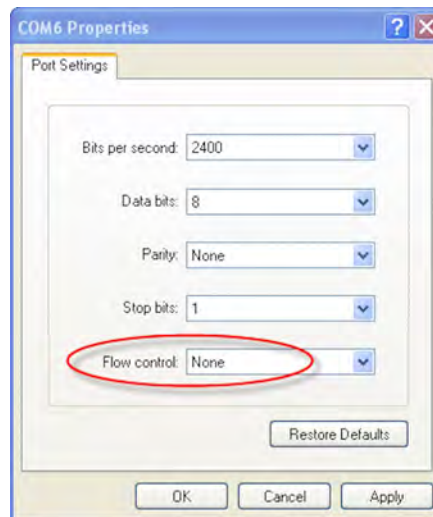 COM6 Properties
Port Settings
Bits per second: 2400
Data bits: 8
Parity: None
Stop bits: 1
Flow control: None
Restore Defaults
OK Cancel Apply